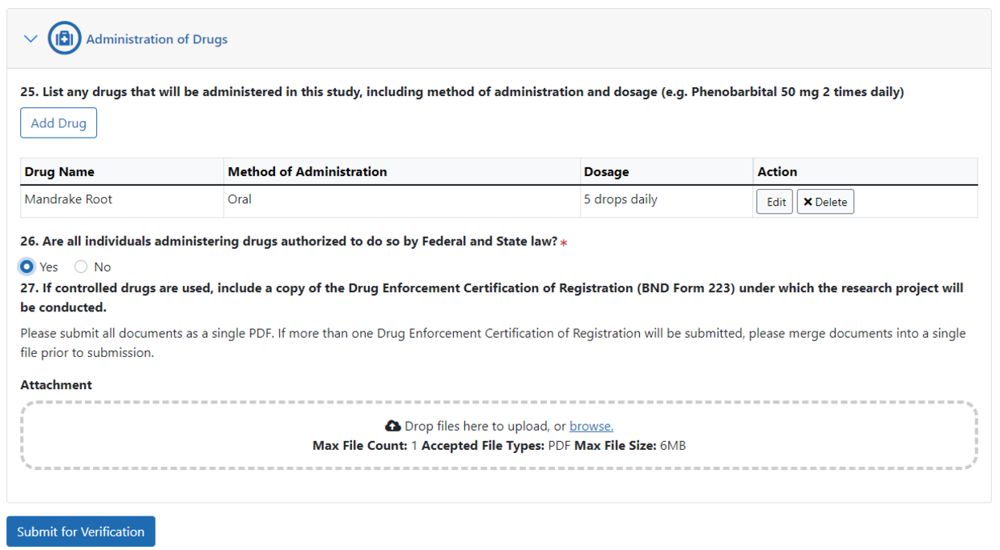 Administration of Drugs
25. List any drugs that will be administered in this study, including method of administration and dosage (e.g. Phenobarbital 50 mg 2 times daily)
Add Drug
Drug Name Method of Administration Dosage Action
Mandrake Root Oral 5 drops daily Edit Delete
26. Are all individuals administering drugs authorized to do so by Federal and State law? *
Yes No
27. If controlled drugs are used, include a copy of the Drug Enforcement Certification of Registration (BND Form 223) under which the research project will
be conducted.
Please submit all documents as a single PDF. If more than one Drug Enforcement Certification of Registration will be submitted, please merge documents into a single
file prior to submission.
Attachment
Drop files here to upload, or browse.
Max File Count: 1 Accepted File Types: PDF Max File Size: 6MB
Submit for Verification